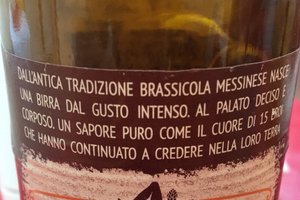 DALL'ANTICA TRADIZIONE BRASSICOLA MESSINESE NASCE
UNA BIRRA DAL GUSTO INTENSO. AL PALATO DECISO E
CORPOSO. UN SAPORE PURO COME IL CUORE DI 15
CHE HANNO CONTINUATO A CREDERE NELLA LORO TERRA